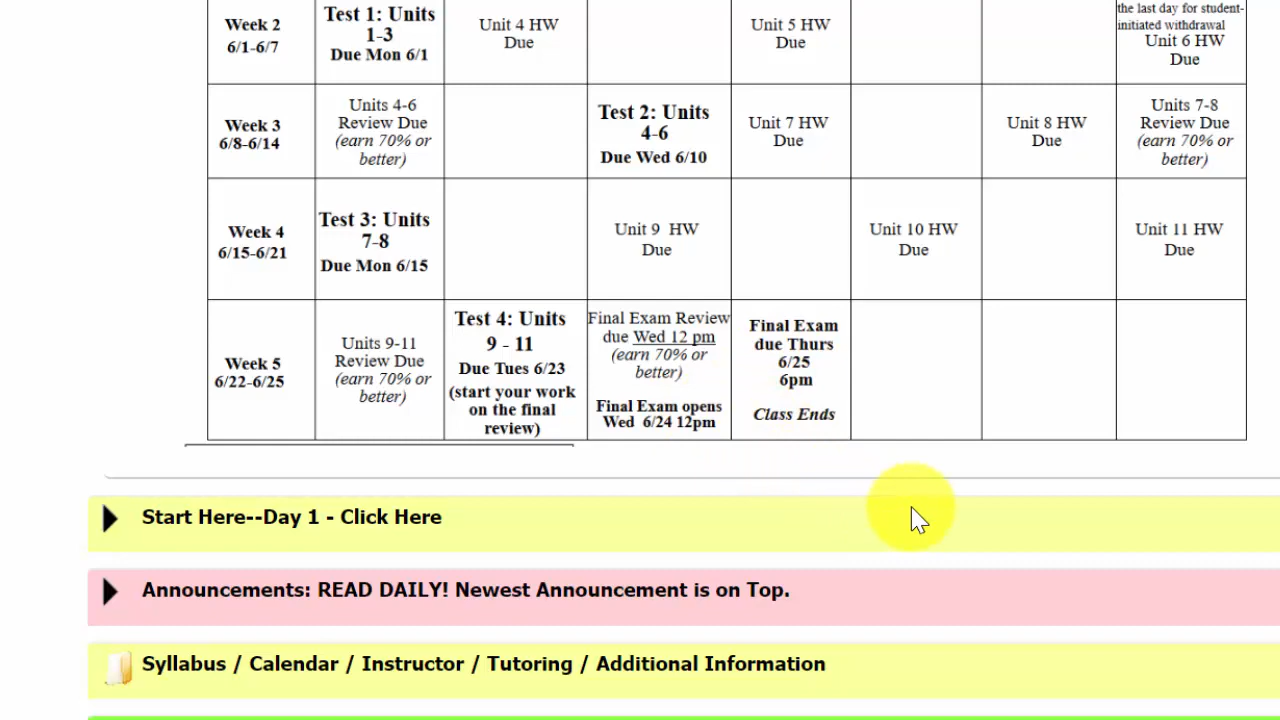 Week 2
6/1-6/7
Test 1: Units
1-3
Due Mon 6/1
Unit 4 HW
Due
Unit 5 HW
Due
the last day for student-
initiated withdrawal
Unit 6 HW
Due
Week 3
6/8-6/14
Units 4-6
Review Due
(earn 70% or
better)
Test 2: Units
4-6
Due Wed 6/10
Unit 7 HW
Due
Unit 8 HW
Due
Units 7-8
Review Due
(earn 70% or
better)
Week 4
6/15-6/21
Test 3: Units
7-8
Due Mon 6/15
Unit 9 HW
Due
Unit 10 HW
Due
Unit 11 HW
Due
Week 5
6/22-6/25
Units 9-11
Review Due
(earn 70% or
better)
Test 4: Units
9 - 11
Due Tues 6/23
(start your work
on the final
review)
Final Exam Review
due Wed 12 pm
(earn 70% or
better)
Final Exam opens
Wed 6/24 12pm
Final Exam
due Thurs
6/25
6pm
Class Ends
Start Here--Day 1 - Click Here
Announcements: READ DAILY! Newest Announcement is on Top.
Syllabus / Calendar / Instructor / Tutoring / Additional Information